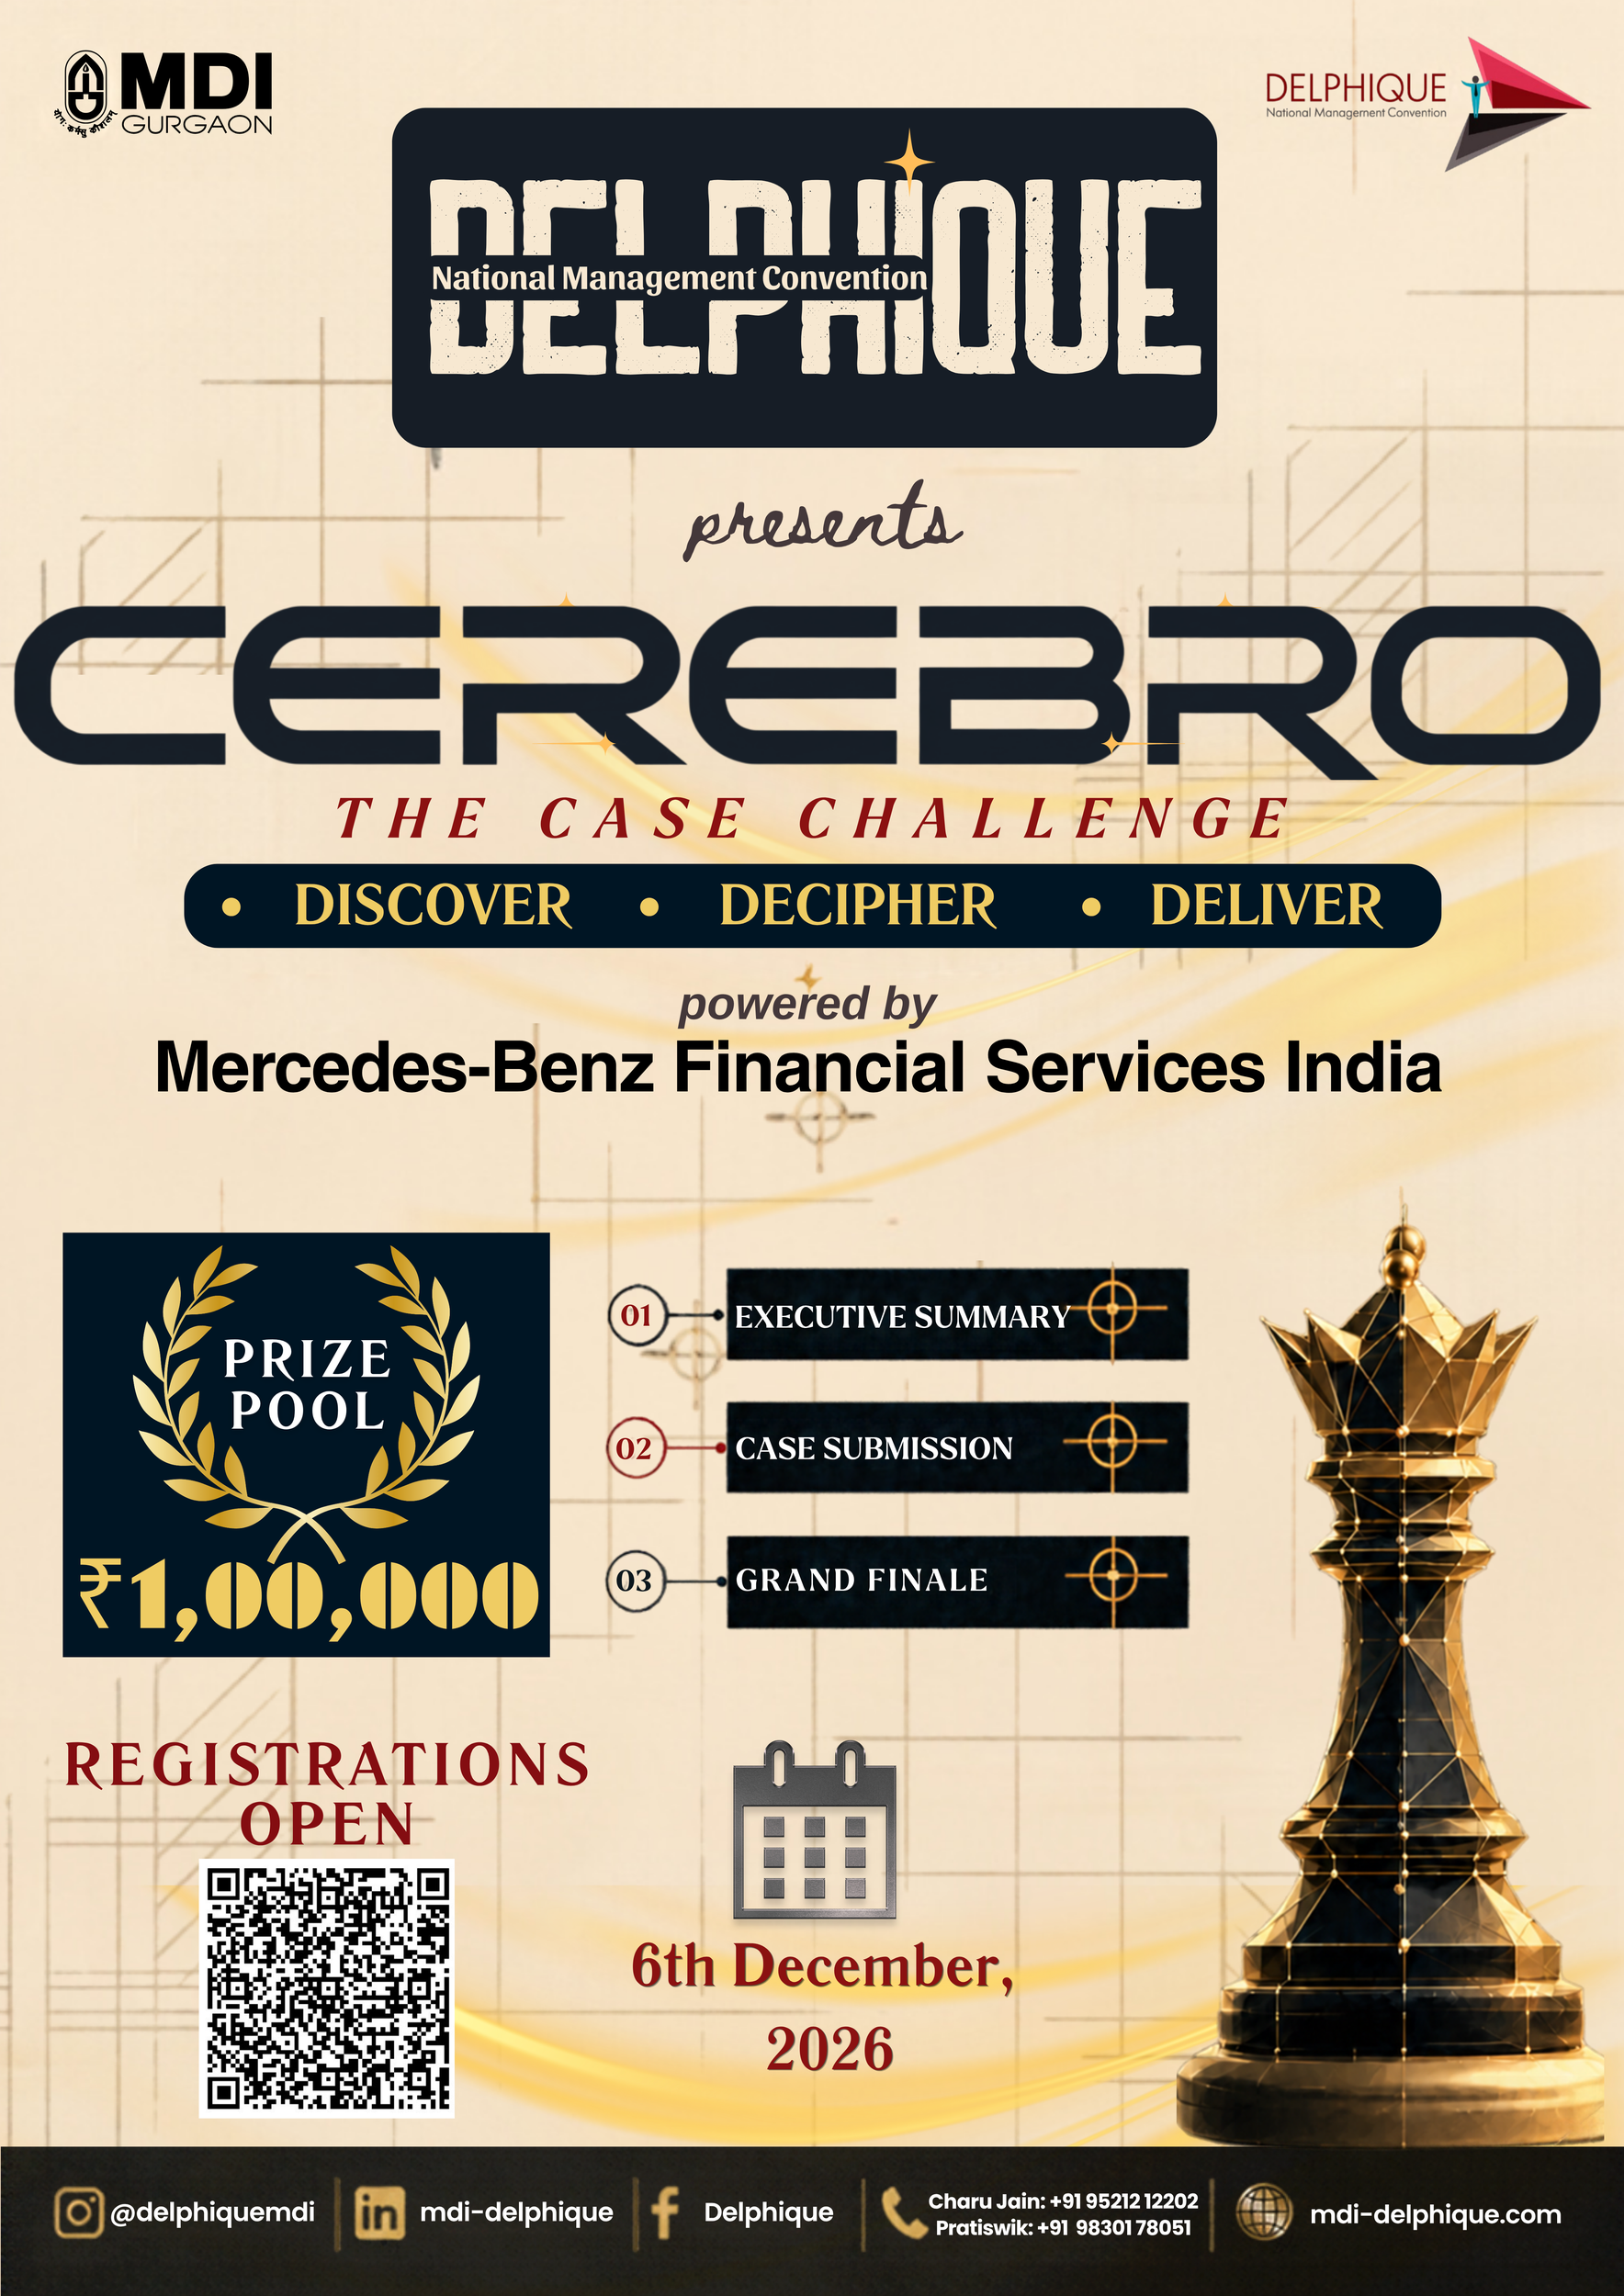 MDI
GURGAON
योगः कर्मसु कौशलम्
DELPHIQUE
National Management Convention
DELPHIQUE
National Management Convention
presents
CEREBRO
THE CASE CHALLENGE
• DISCOVER • DECIPHER • DELIVER
powered by
Mercedes-Benz Financial Services India
PRIZE
POOL
₹1,00,000
01 EXECUTIVE SUMMARY
02 CASE SUBMISSION
03 GRAND FINALE
REGISTRATIONS
OPEN
6th December,
2026
@delphiquemdi
mdi-delphique
Delphique
Charu Jain: +91 95212 12202
Pratiswik: +91 98301 78051
mdi-delphique.com